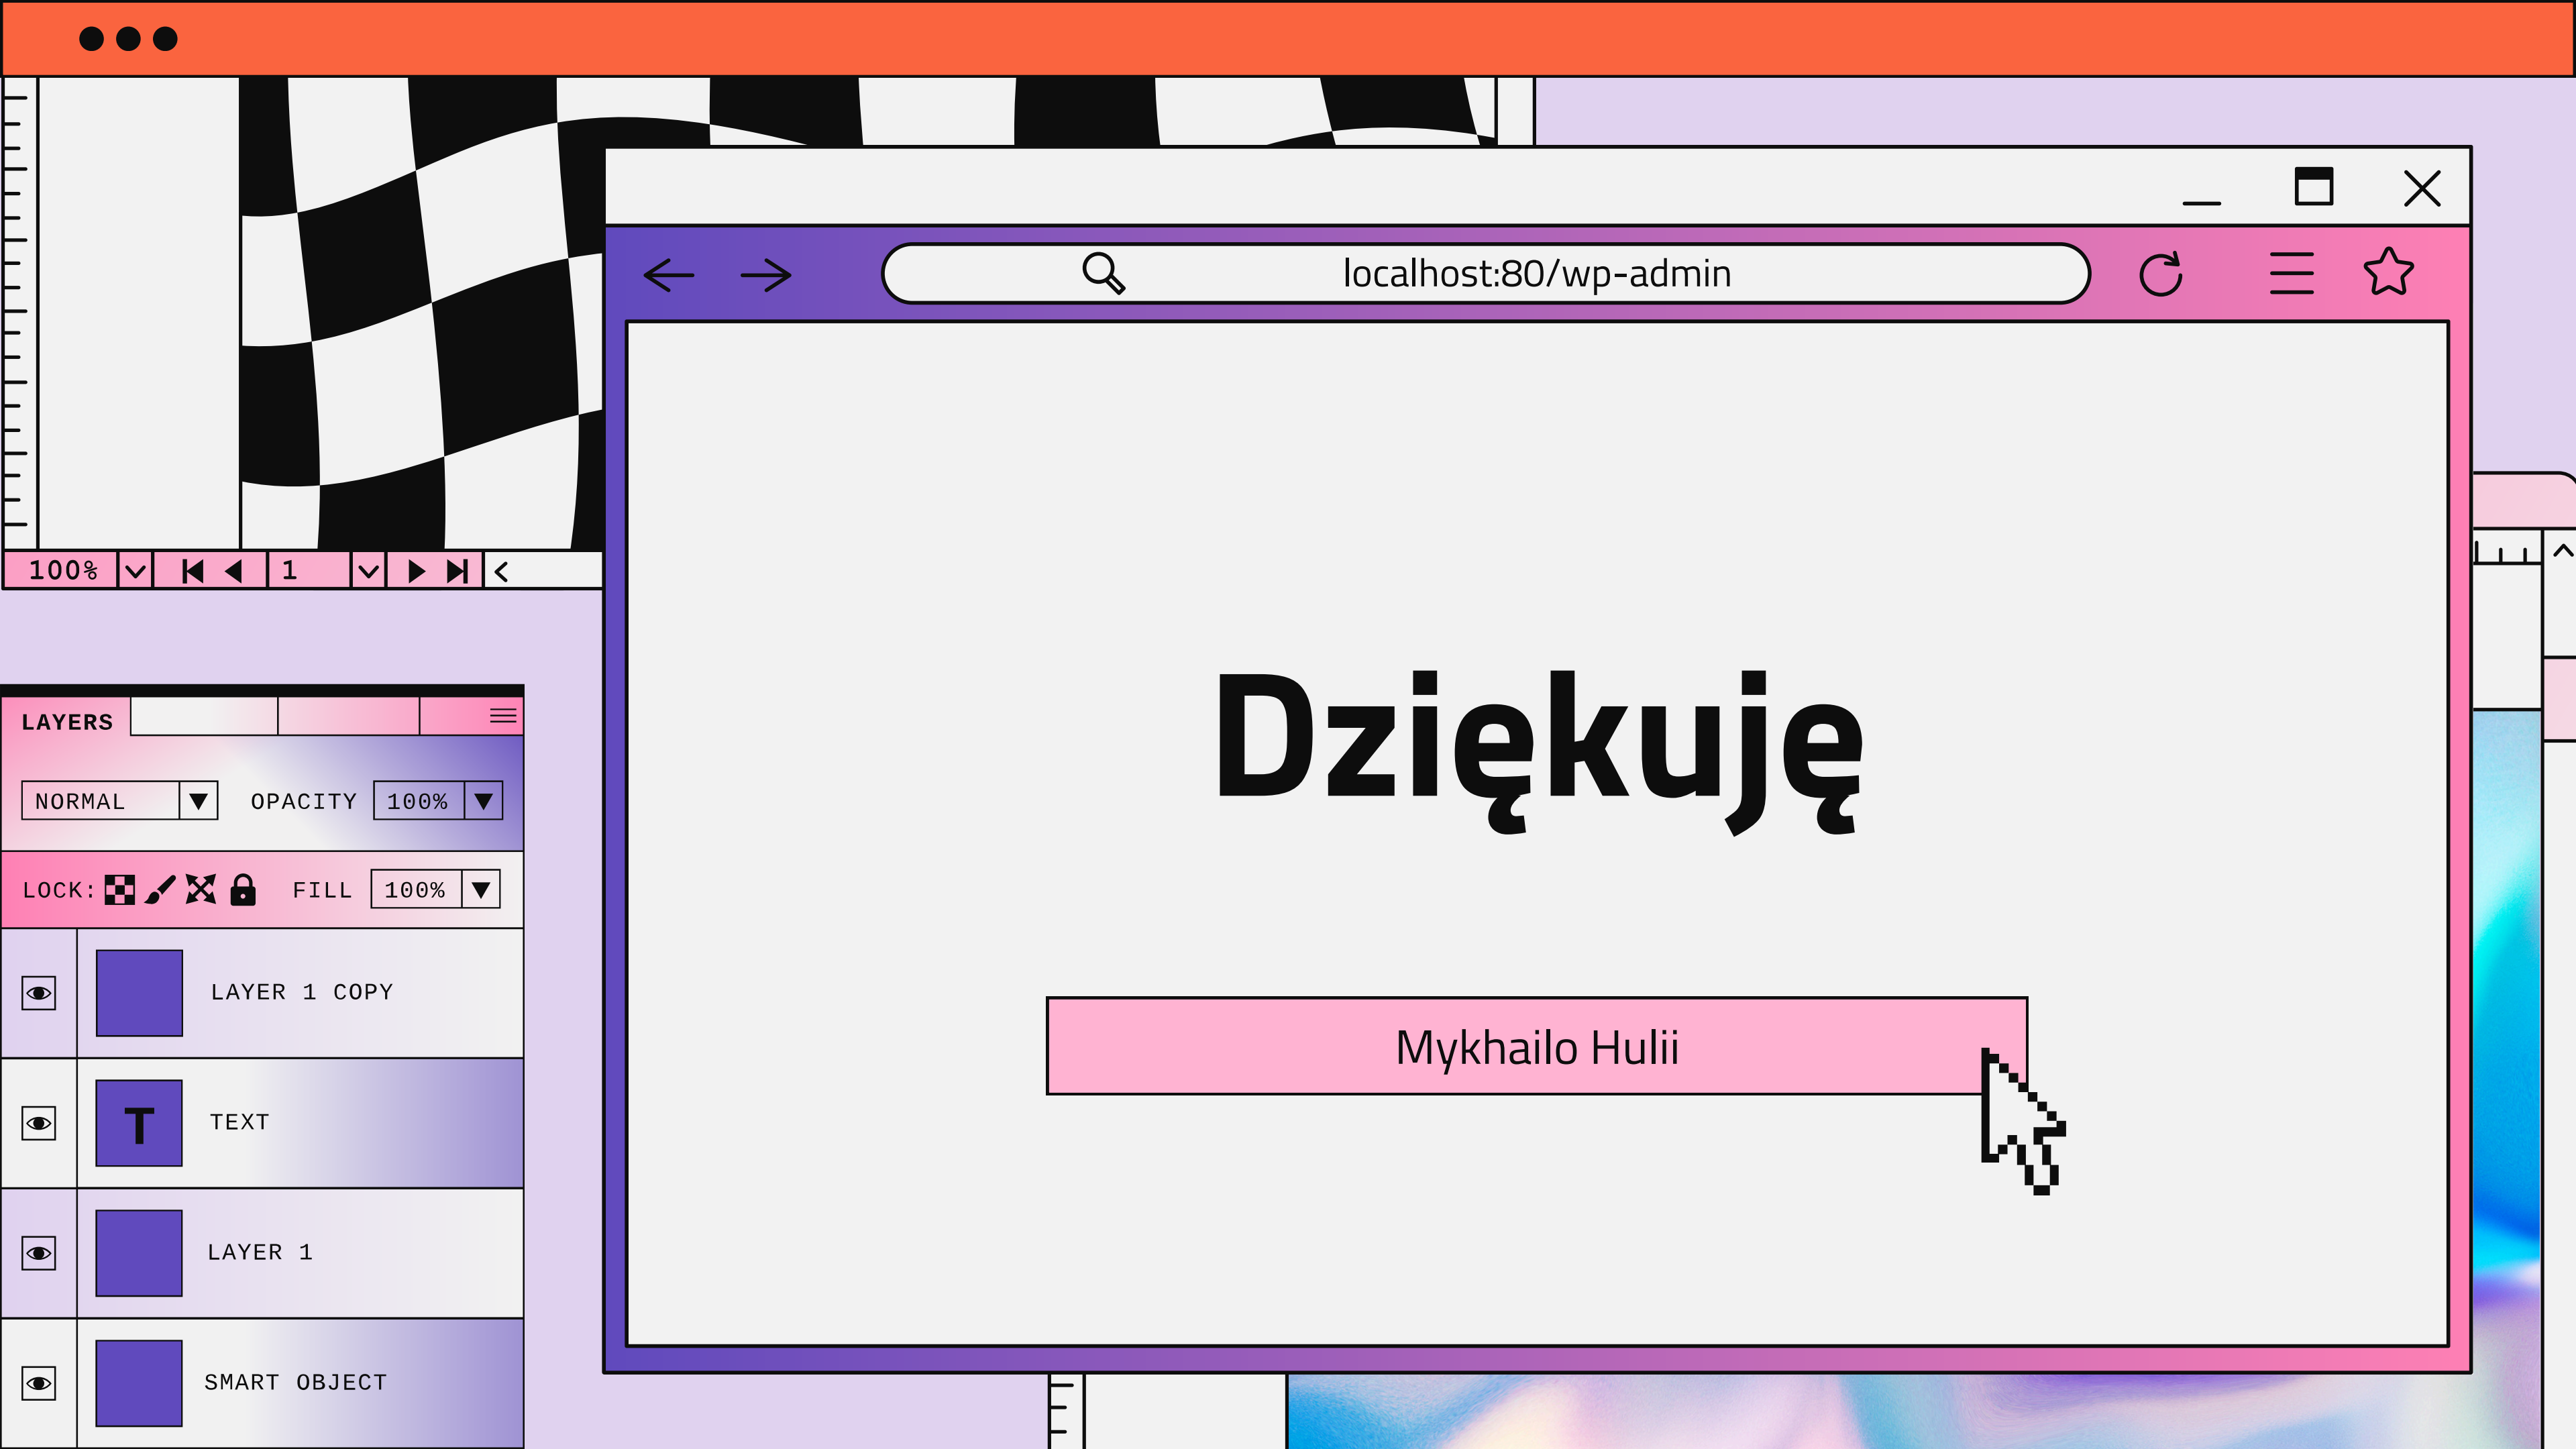 localhost:80/wp-admin
100%
1
Dziękuję
Mykhailo Hulii
LAYERS
NORMAL OPACITY 100%
LOCK: FILL 100%
LAYER 1 COPY
T TEXT
LAYER 1
SMART OBJECT